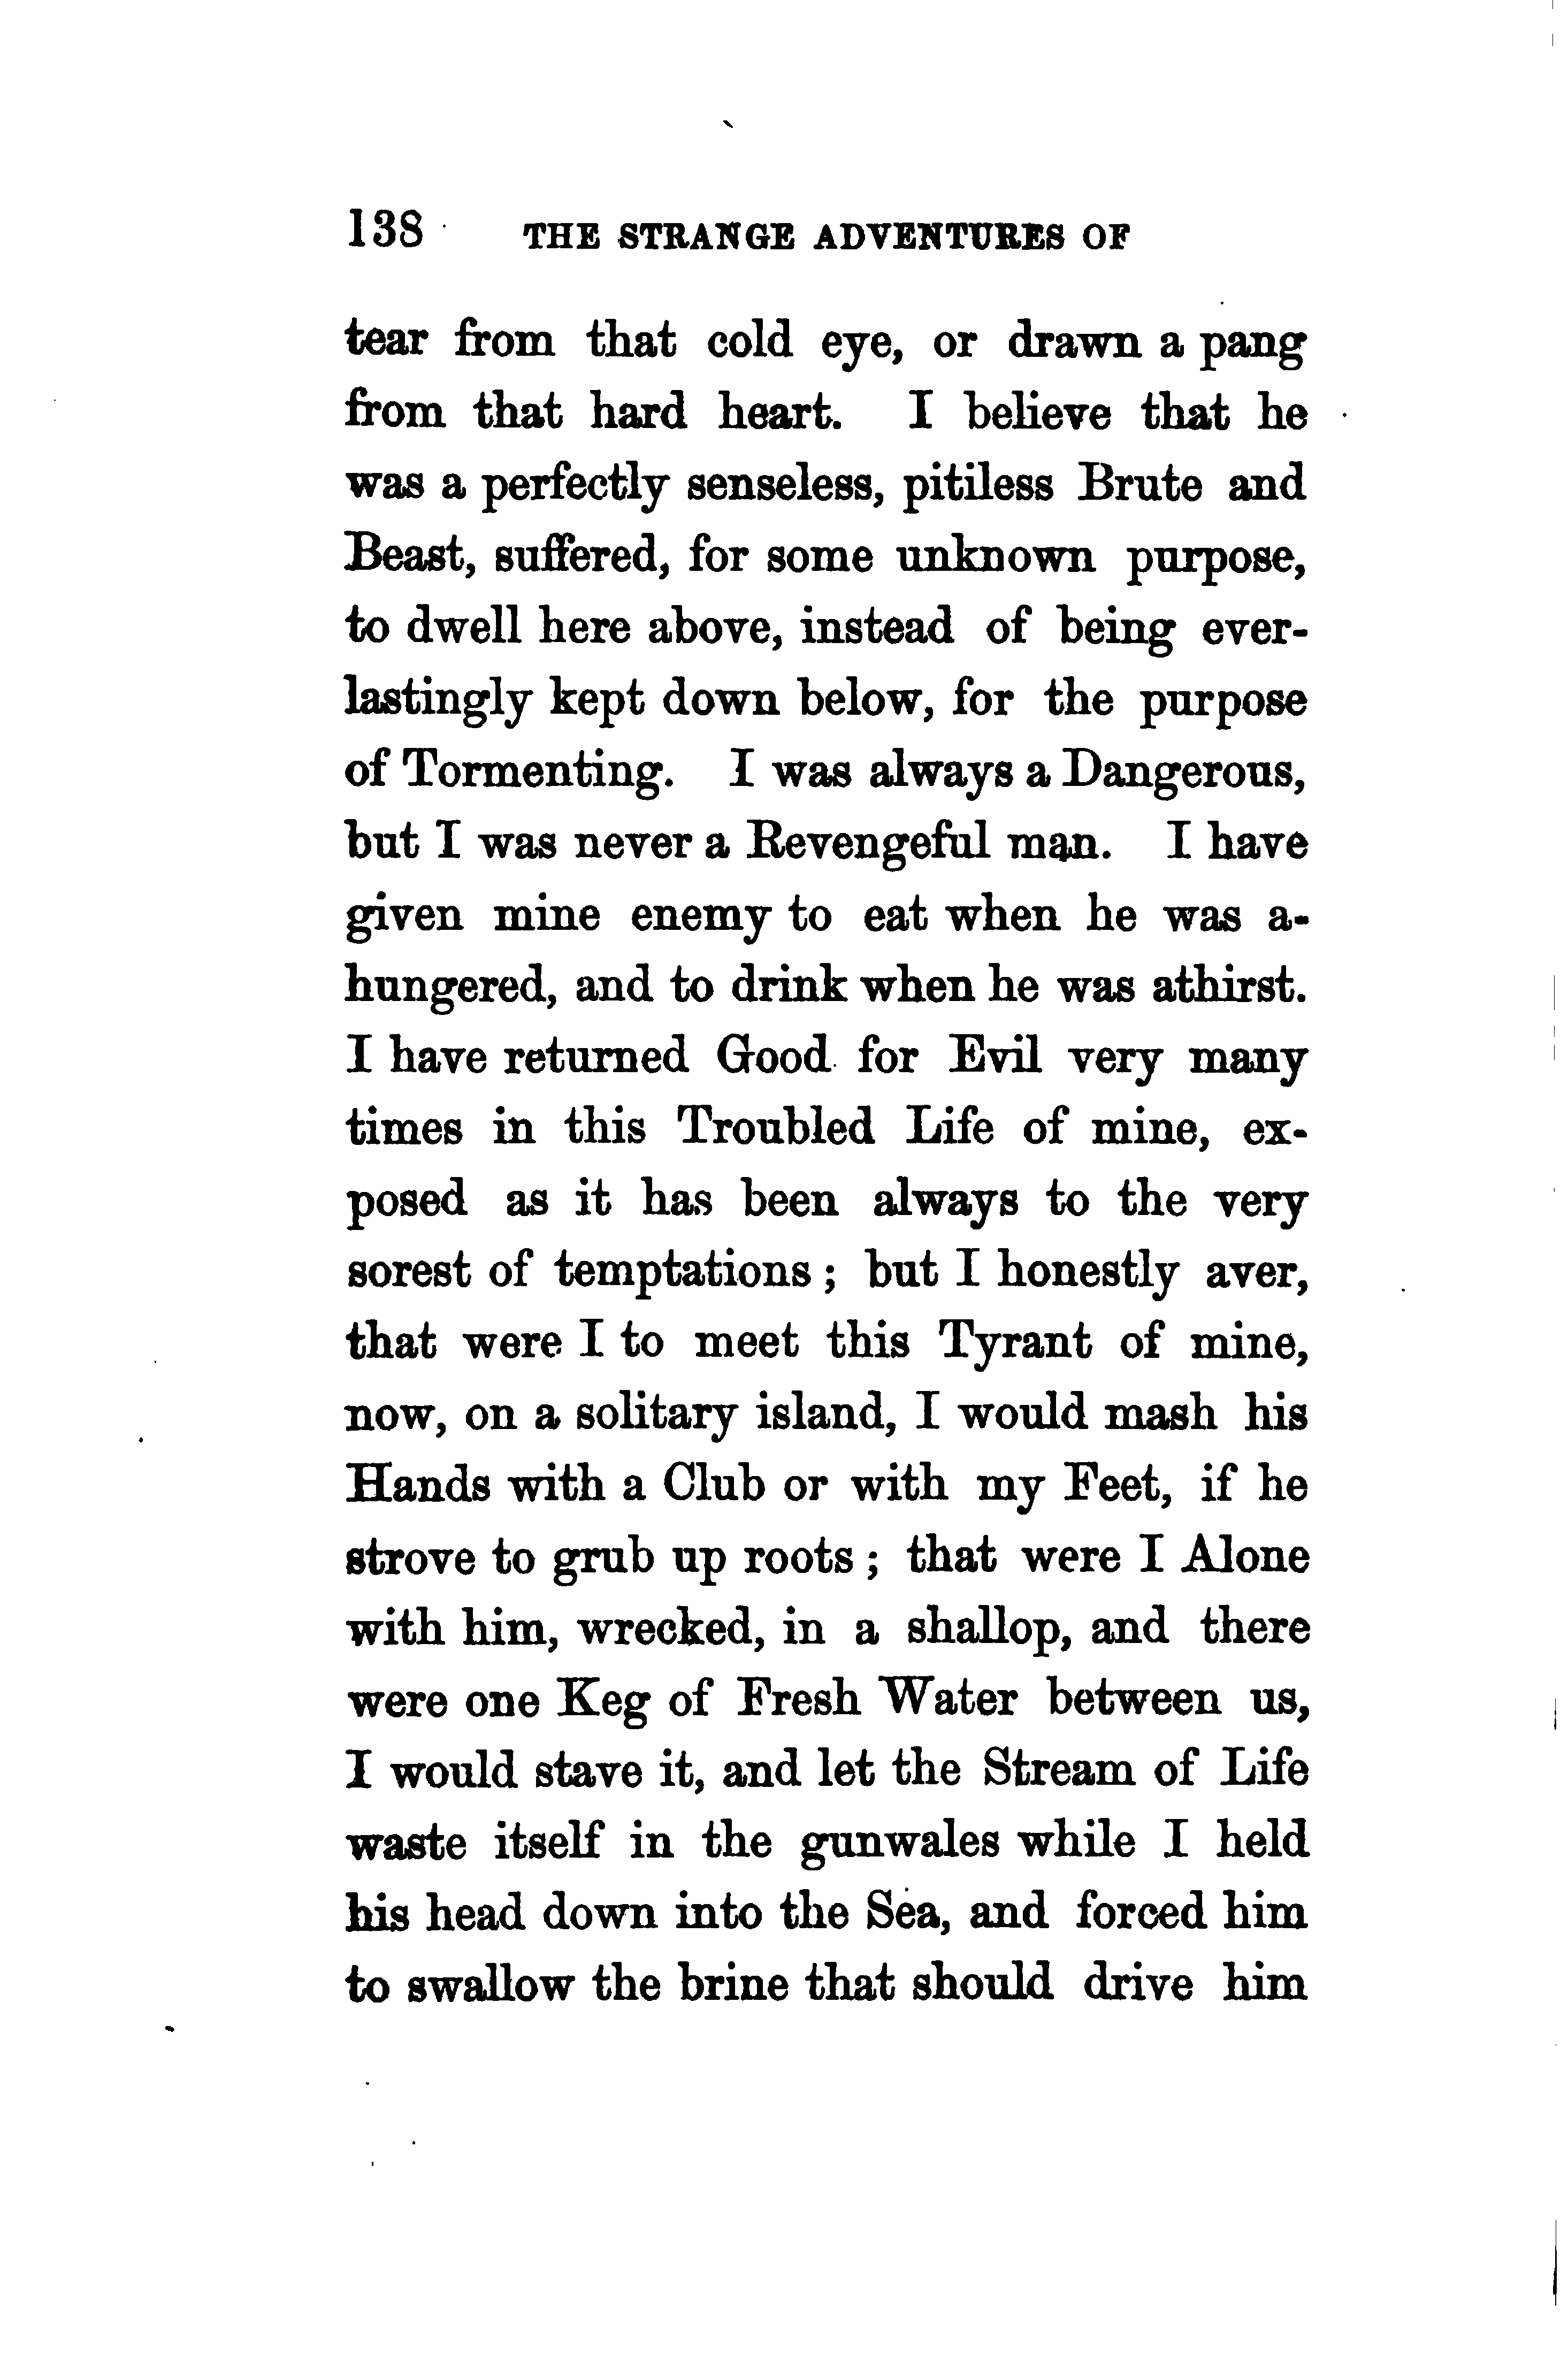 138 THE STRANGE ADVENTURES OF
tear from that cold eye, or drawn a pang
from that hard heart. I believe that he
was a perfectly senseless, pitiless Brute and
Beast, suffered, for some unknown purpose,
to dwell here above, instead of being ever-
lastingly kept down below, for the purpose
of Tormenting. I was always a Dangerous,
but I was never a Revengeful man. I have
given mine enemy to eat when he was a-
hungered, and to drink when he was athirst.
I have returned Good for Evil very many
times in this Troubled Life of mine, ex-
posed as it has been always to the very
sorest of temptations ; but I honestly aver,
that were I to meet this Tyrant of mine,
now, on a solitary island, I would mash his
Hands with a Club or with my Feet, if he
strove to grub up roots ; that were I Alone
with him, wrecked, in a shallop, and there
were one Keg of Fresh Water between us,
I would stave it, and let the Stream of Life
waste itself in the gunwales while I held
his head down into the Sea, and forced him
to swallow the brine that should drive him